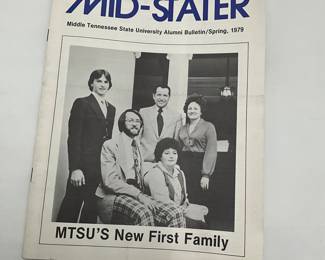 MID-STATER
Middle Tennessee State University Alumni Bulletin/Spring, 1979
MTSU'S New First Family